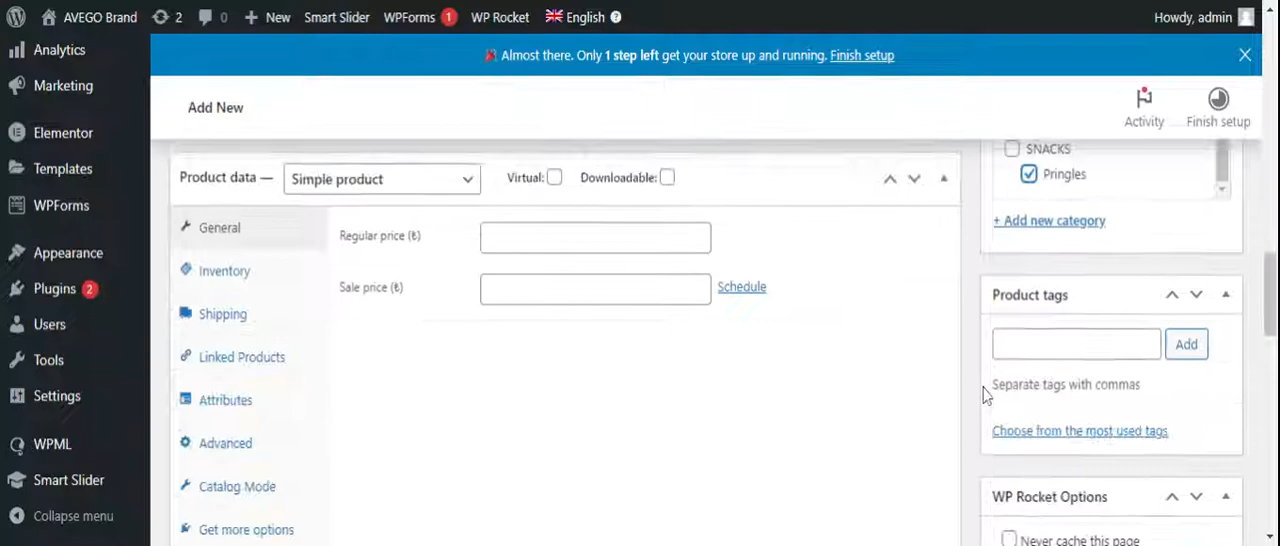 AVEGO Brand 2 0 New Smart Slider WPForms 1 WP Rocket English ? Howdy, admin
Analytics
Marketing
Elementor
Templates
WPForms
Appearance
Plugins 2
Users
Tools
Settings
WPML
Smart Slider
Collapse menu
Almost there. Only 1 step left get your store up and running. Finish setup
Add New
Activity
Finish setup
Product data — Simple product Virtual: Downloadable:
General
Inventory
Shipping
Linked Products
Attributes
Advanced
Catalog Mode
Get more options
Regular price (₺)
Sale price (₺) Schedule
SNACKS
Pringles
+ Add new category
Product tags
Add
Separate tags with commas
Choose from the most used tags
WP Rocket Options
Never cache this page